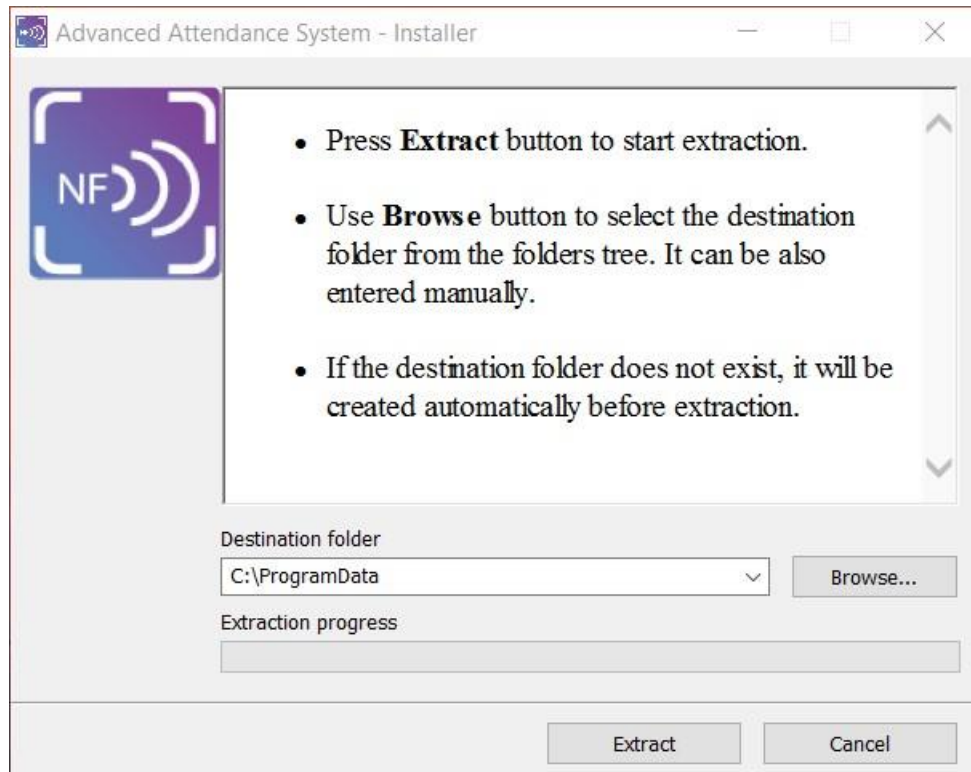 Advanced Attendance System - Installer
NF
Press Extract button to start extraction.
Use Browse button to select the destination
folder from the folders tree. It can be also
entered manually.
If the destination folder does not exist, it will be
created automatically before extraction.
Destination folder
C:\ProgramData
Browse...
Extraction progress
Extract
Cancel